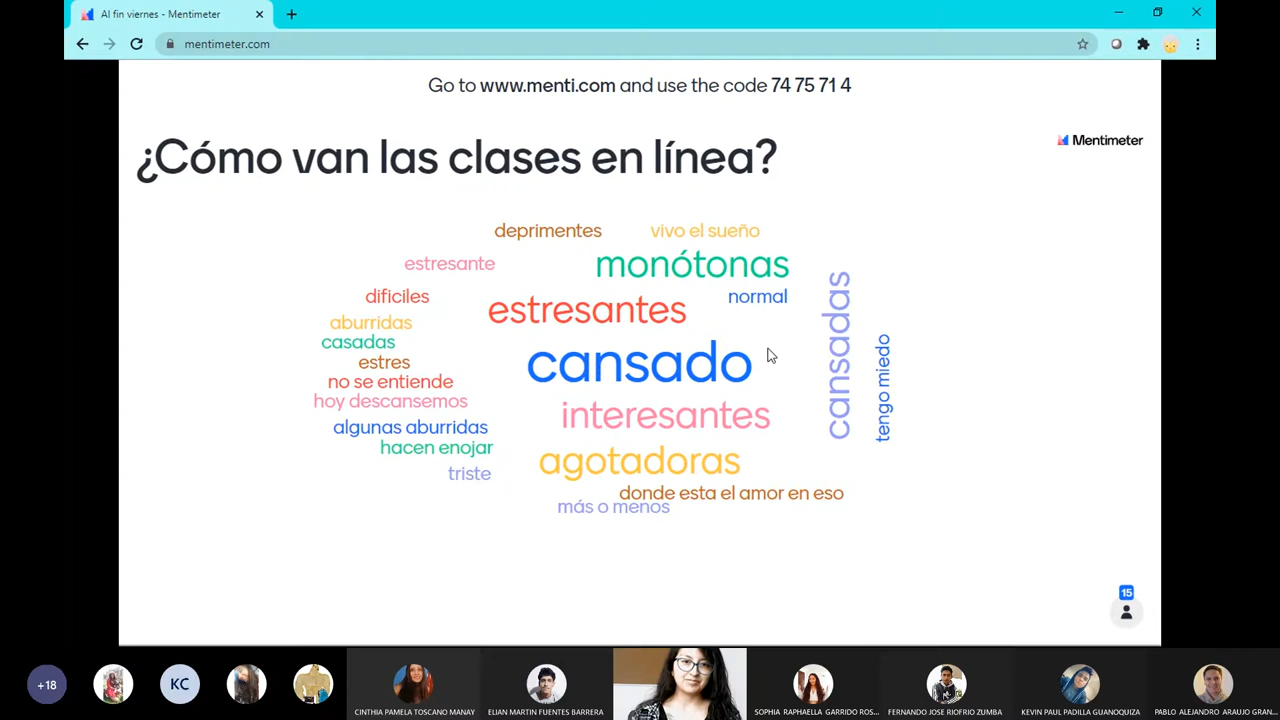 Al fin viernes - Mentimeter
mentimeter.com
Go to www.menti.com and use the code 74 75 71 4
¿Cómo van las clases en línea?
Mentimeter
deprimentes
vivo el sueño
estresante
monótonas
dificiles
estresantes
normal
aburridas
casadas
estres
cansado
cansadas
tengo miedo
no se entiende
hoy descansemos
interesantes
algunas aburridas
hacen enojar
agotadoras
triste
donde esta el amor en eso
más o menos
15
+18
KC
CINTHIA PAMELA TOSCANO MANAY
ELIAN MARTIN FUENTES BARRERA
SOPHIA RAPHAELLA GARRIDO ROS...
FERNANDO JOSE RIOFRIO ZUMBA
KEVIN PAUL PADILLA GUANOQUIZA
PABLO ALEJANDRO ARAUJO GRAN...